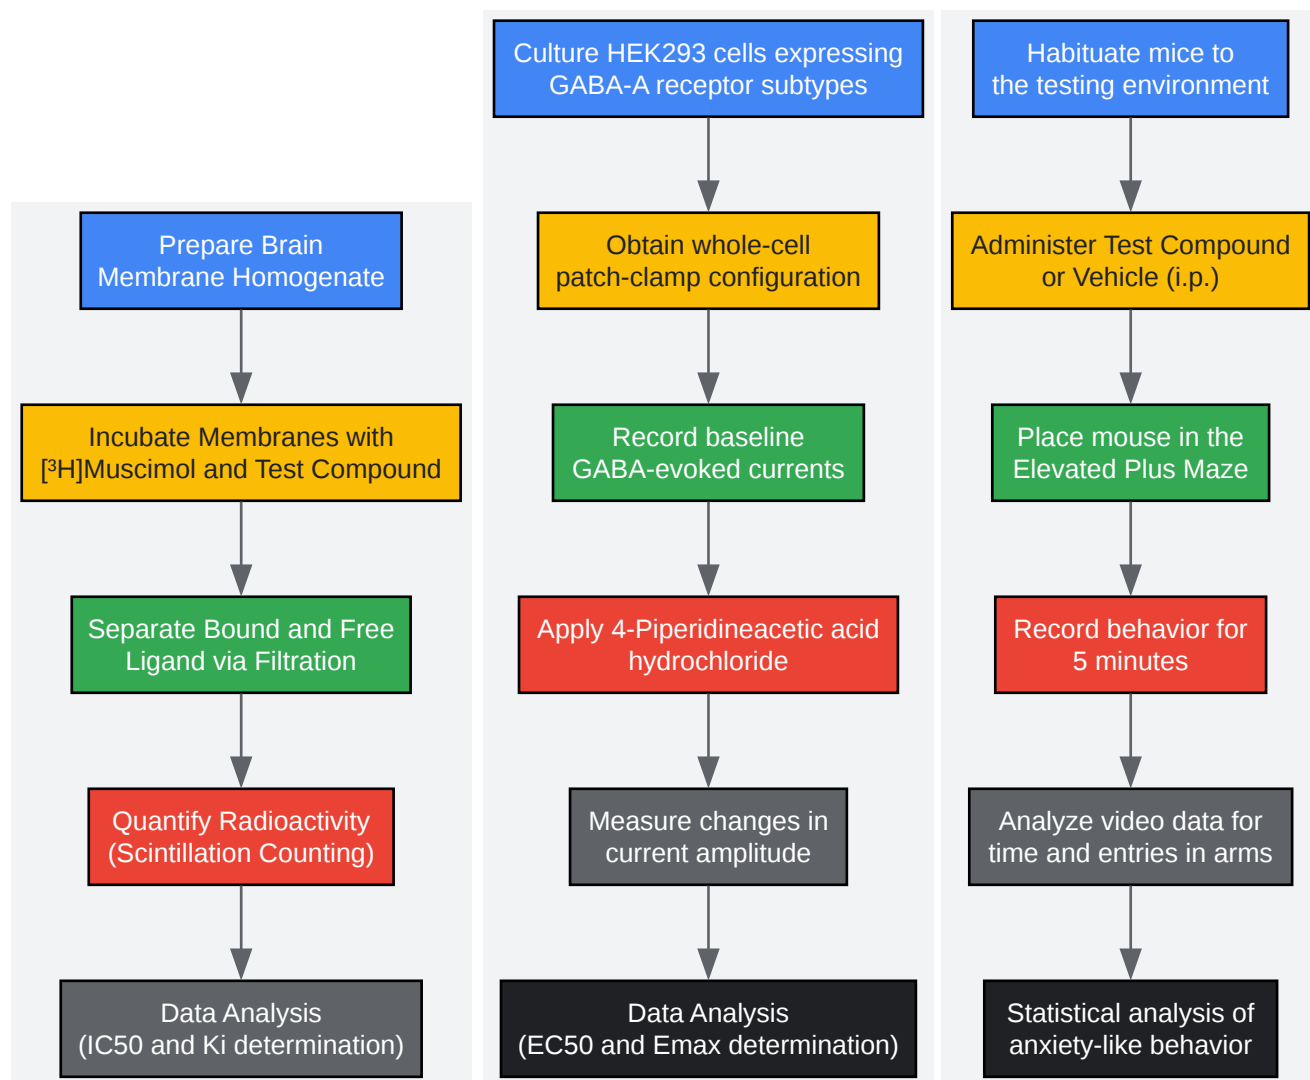 Prepare Brain
Membrane Homogenate
Incubate Membranes with
[³H]Muscimol and Test Compound
Separate Bound and Free
Ligand via Filtration
Quantify Radioactivity
(Scintillation Counting)
Data Analysis
(IC50 and Ki determination)
Culture HEK293 cells expressing
GABA-A receptor subtypes
Obtain whole-cell
patch-clamp configuration
Record baseline
GABA-evoked currents
Apply 4-Piperidineacetic acid
hydrochloride
Measure changes in
current amplitude
Data Analysis
(EC50 and Emax determination)
Habituate mice to
the testing environment
Administer Test Compound
or Vehicle (i.p.)
Place mouse in the
Elevated Plus Maze
Record behavior for
5 minutes
Analyze video data for
time and entries in arms
Statistical analysis of
anxiety-like behavior